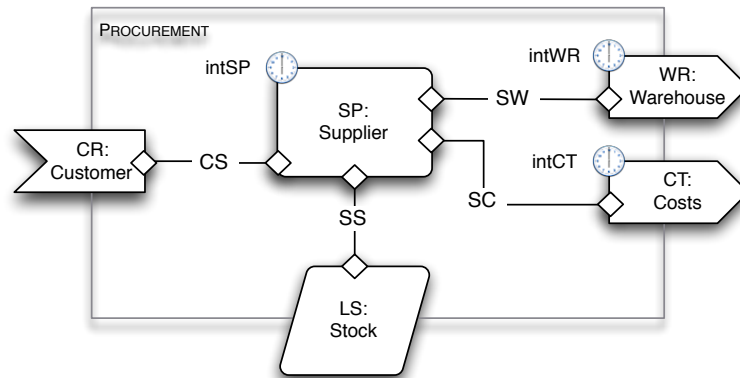 PROCUREMENT
intSP
intWR
WR:
Warehouse
SP:
Supplier
SW
CR:
Customer
CS
intCT
CT:
Costs
SC
SS
LS:
Stock